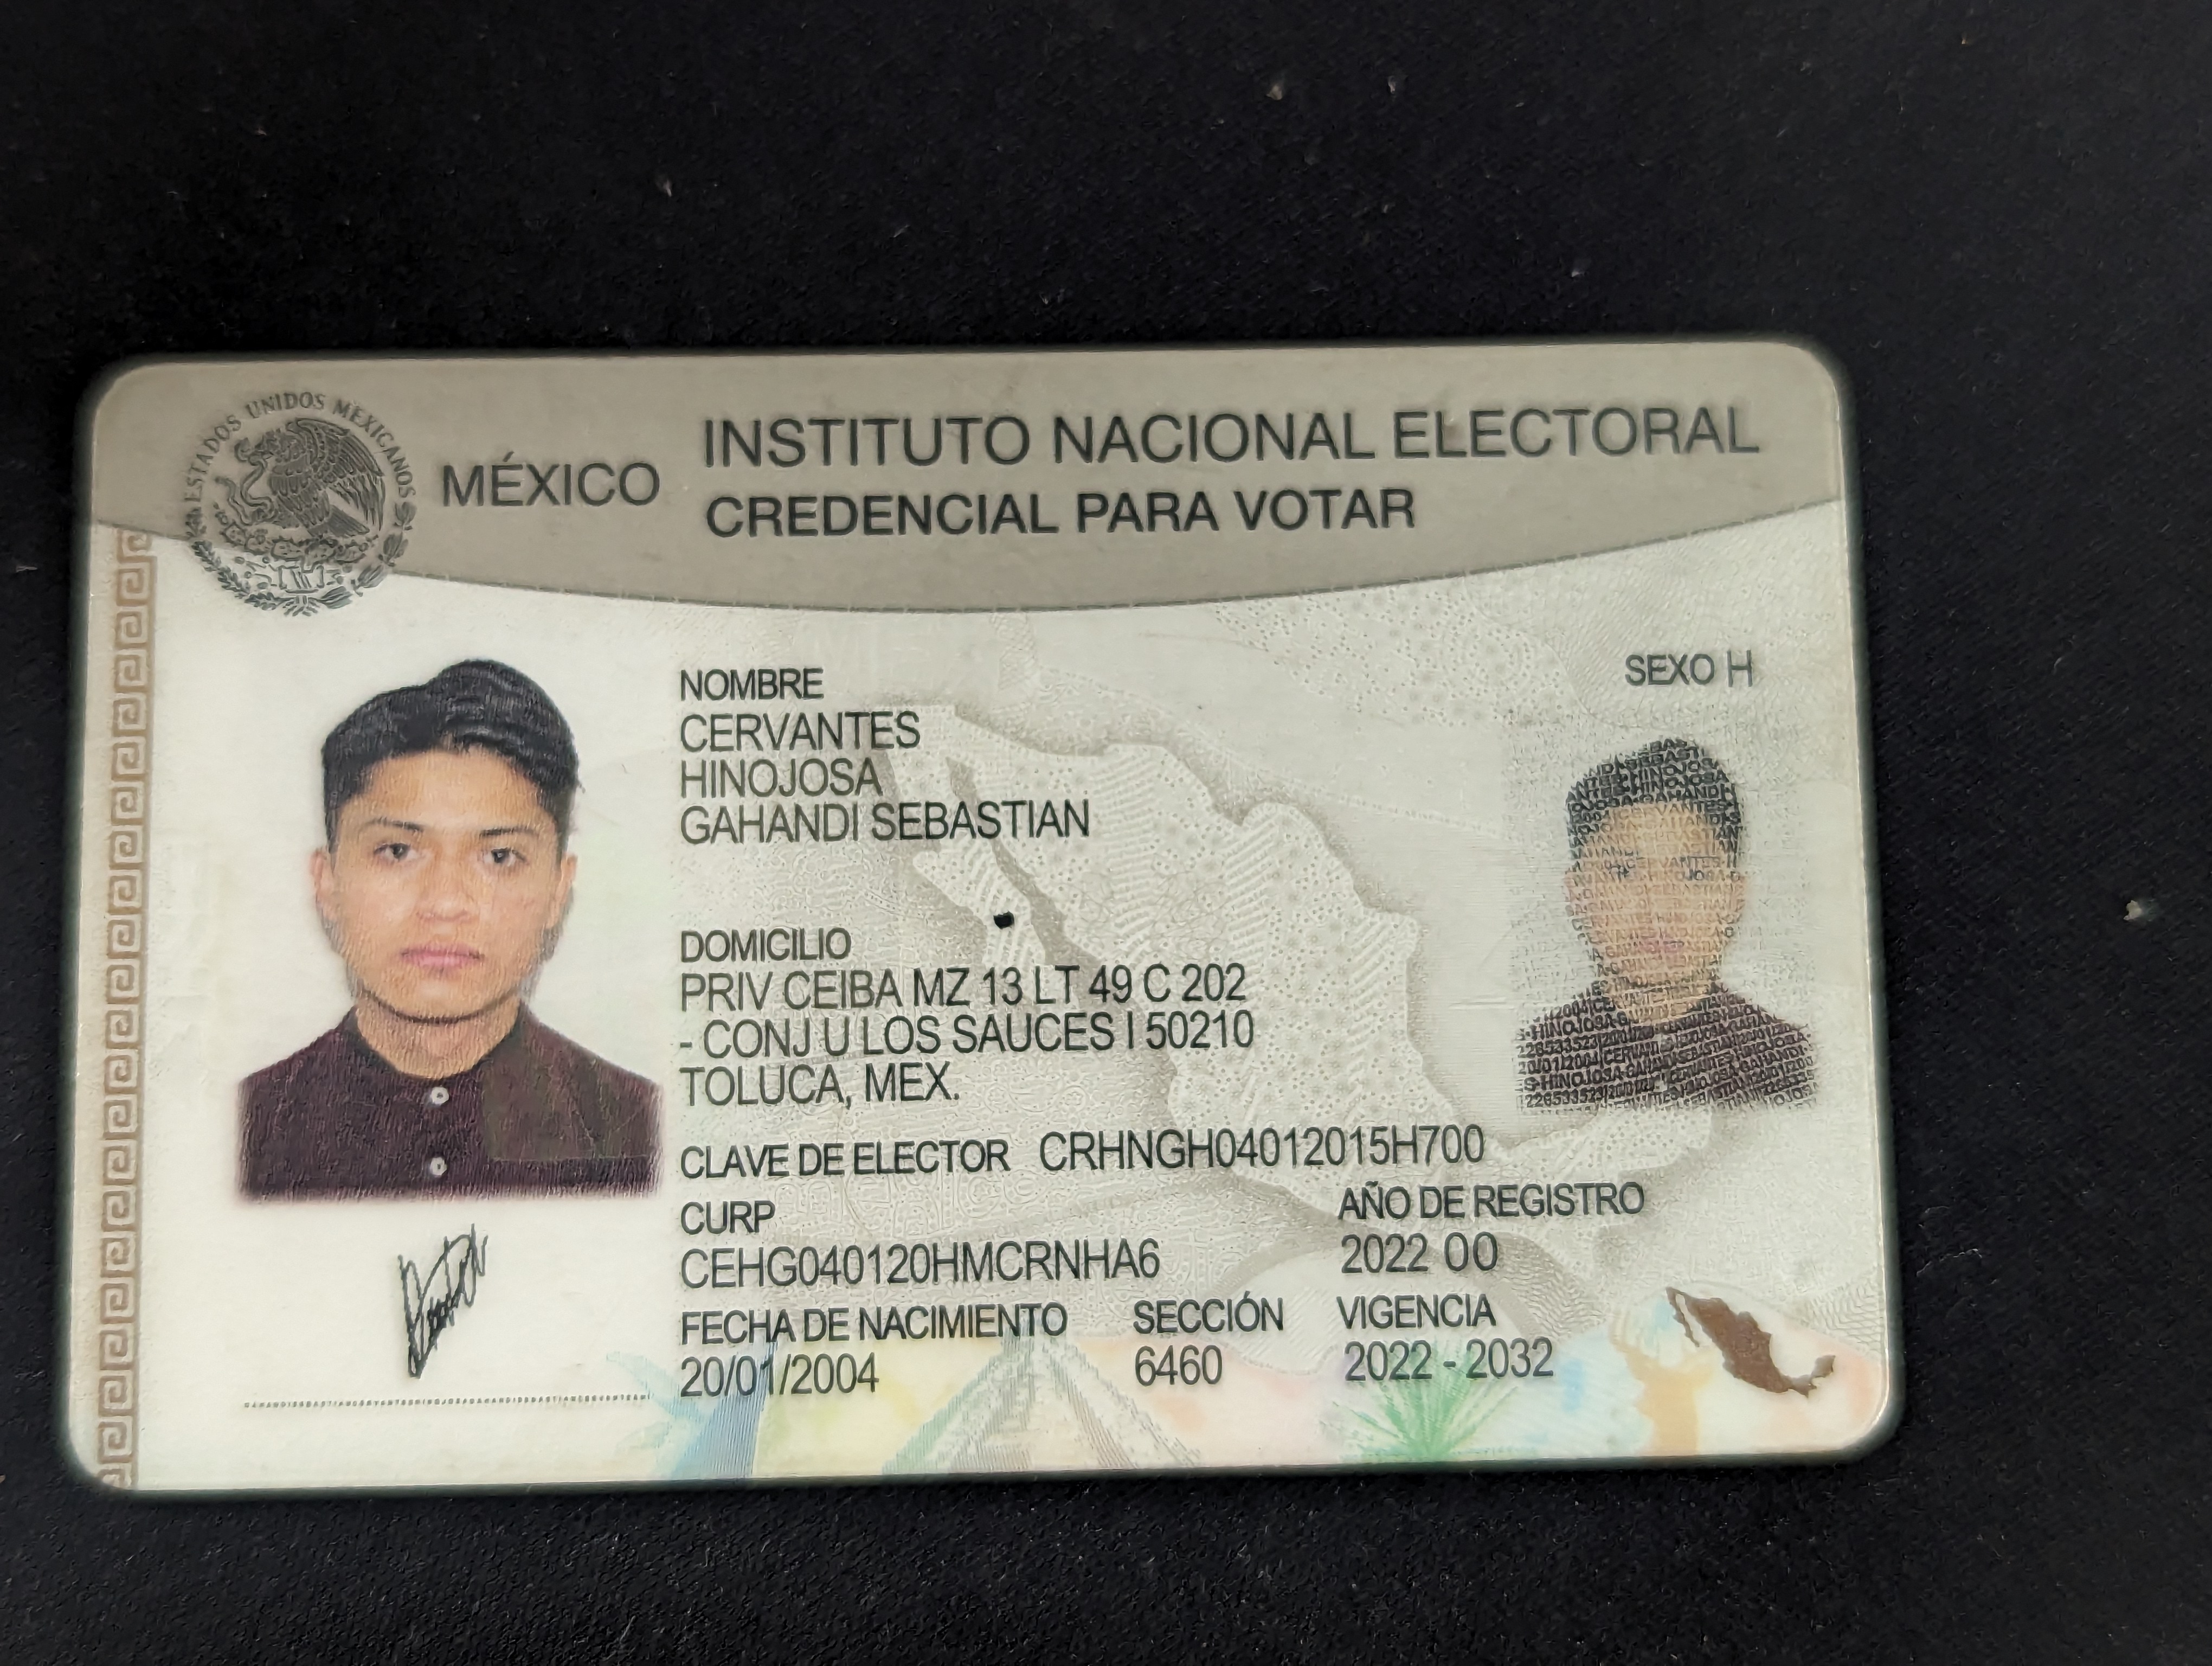 ESTADOS UNIDOS MEXICANOS
MÉXICO
INSTITUTO NACIONAL ELECTORAL
CREDENCIAL PARA VOTAR
SEXO H
NOMBRE
CERVANTES
HINOJOSA
GAHANDI SEBASTIAN
DOMICILIO
PRIV CEIBA MZ 13 LT 49 C 202
- CONJ U LOS SAUCES I 50210
TOLUCA, MEX.
CLAVE DE ELECTOR CRHNGH04012015H700
CURP
CEHG040120HMCRNHA6
AÑO DE REGISTRO
2022 00
FECHA DE NACIMIENTO
20/01/2004
SECCIÓN
6460
VIGENCIA
2022 - 2032